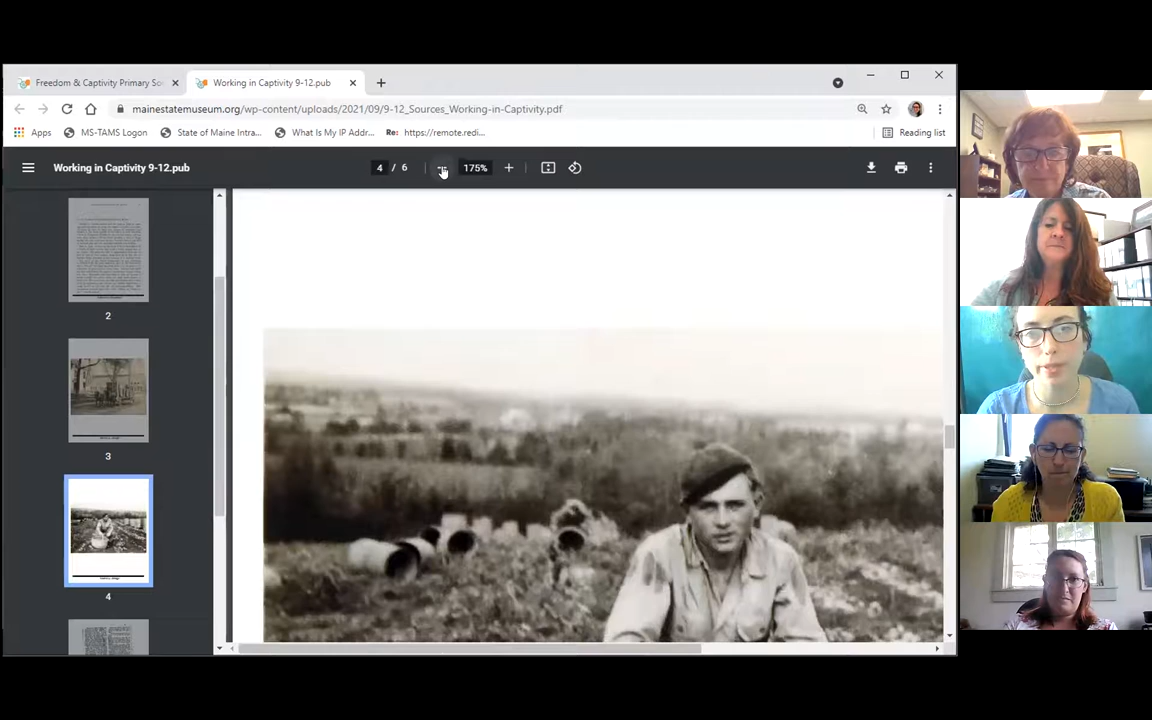 Freedom & Captivity Primary So
Working in Captivity 9-12.pub
mainestatemuseum.org/wp-content/uploads/2021/09/9-12_Sources_Working-in-Captivity.pdf
Apps MS-TAMS Logon State of Maine Intra... What Is My IP Addr... Re: https://remote.redi... Reading list
Working in Captivity 9-12.pub 4 / 6 175%
2
3
4